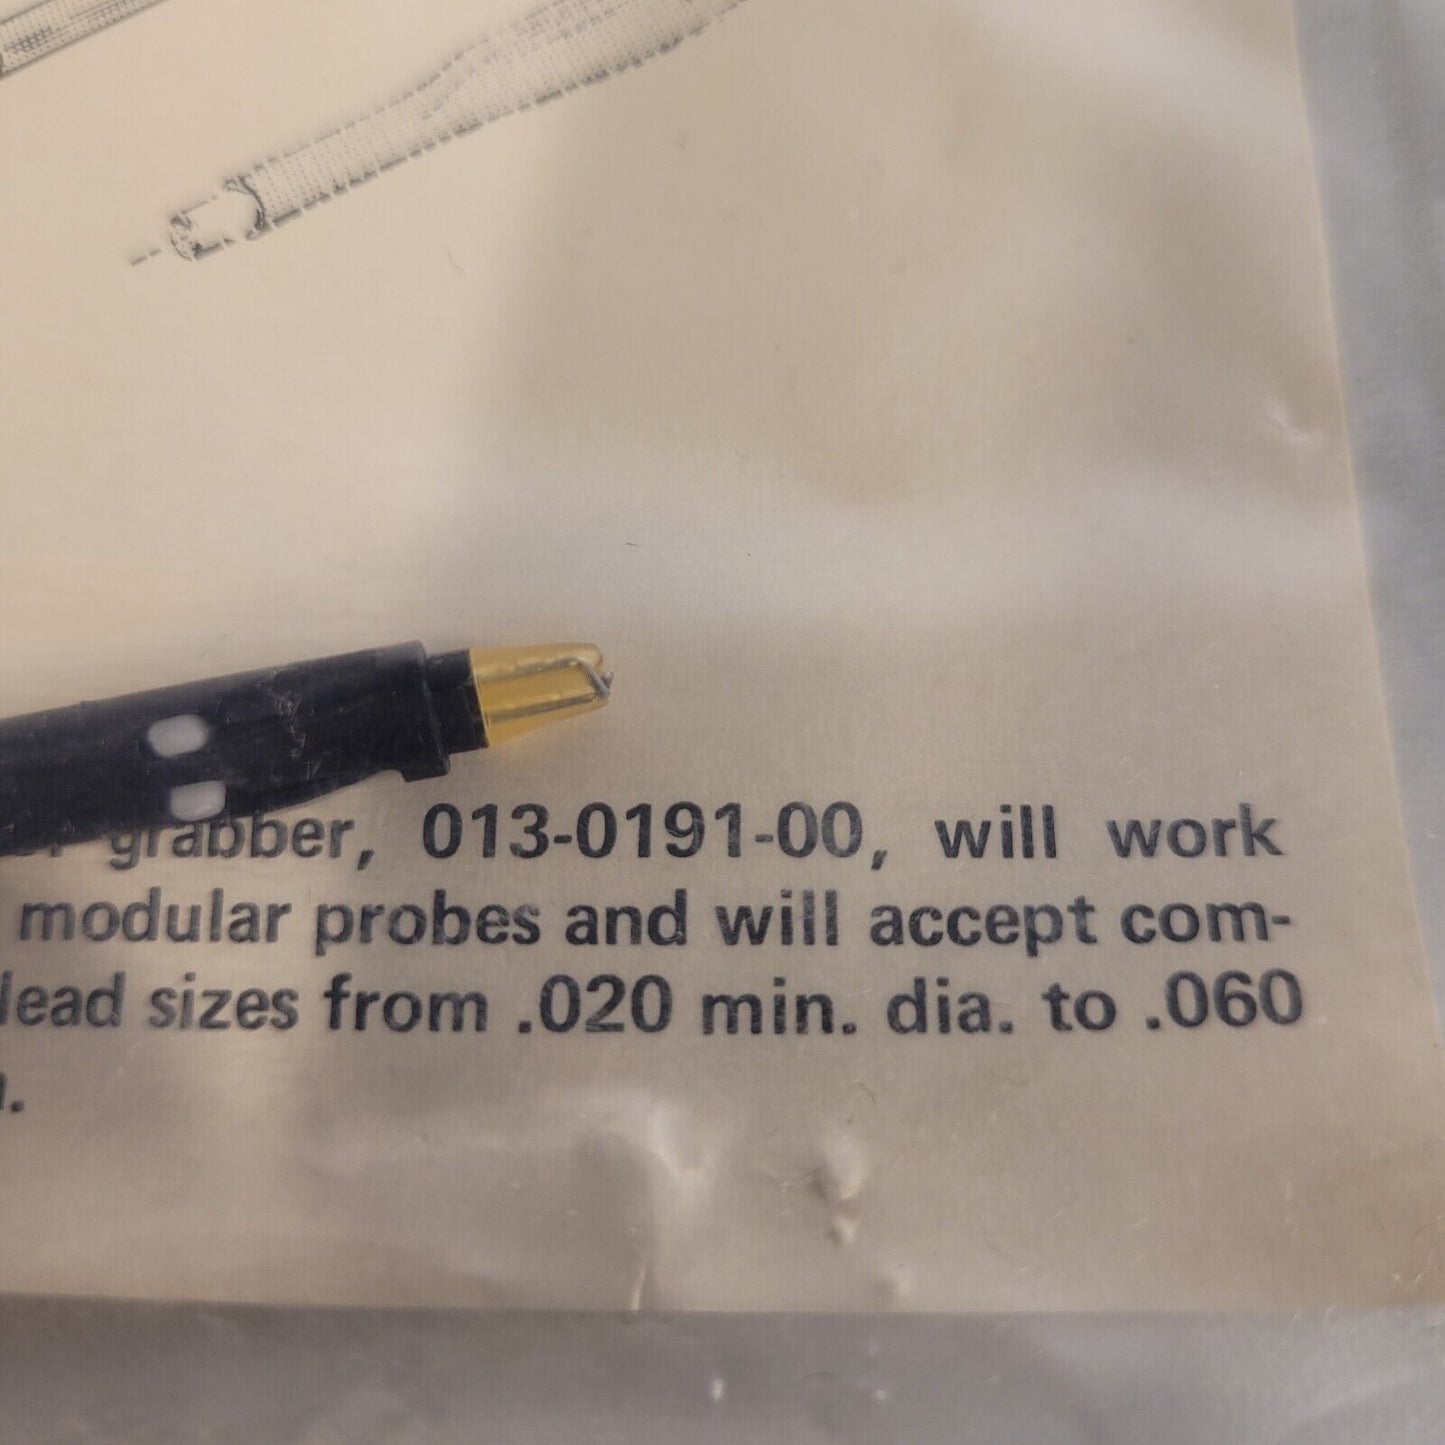 grabber, 013-0191-00, will work
modular probes and will accept com-
lead sizes from .020 min. dia. to .060